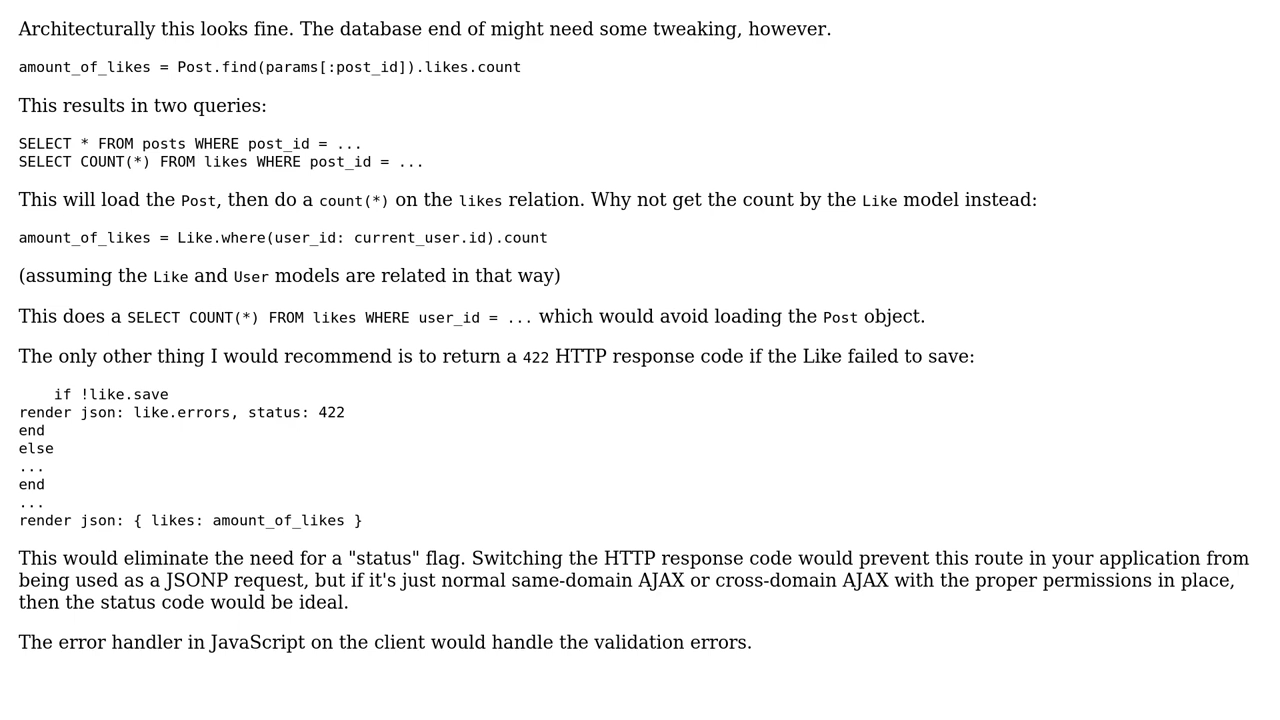 Architecturally this looks fine. The database end of might need some tweaking, however.
amount_of_likes = Post.find(params[:post_id]).likes.count
This results in two queries:
SELECT * FROM posts WHERE post_id = ...
SELECT COUNT(*) FROM likes WHERE post_id = ...
This will load the Post, then do a count(*) on the likes relation. Why not get the count by the Like model instead:
amount_of_likes = Like.where(user_id: current_user.id).count
(assuming the Like and User models are related in that way)
This does a SELECT COUNT(*) FROM likes WHERE user_id = ... which would avoid loading the Post object.
The only other thing I would recommend is to return a 422 HTTP response code if the Like failed to save:
    if !like.save
render json: like.errors, status: 422
end
else
...
end
...
render json: { likes: amount_of_likes }
This would eliminate the need for a "status" flag. Switching the HTTP response code would prevent this route in your application from
being used as a JSONP request, but if it's just normal same-domain AJAX or cross-domain AJAX with the proper permissions in place,
then the status code would be ideal.
The error handler in JavaScript on the client would handle the validation errors.